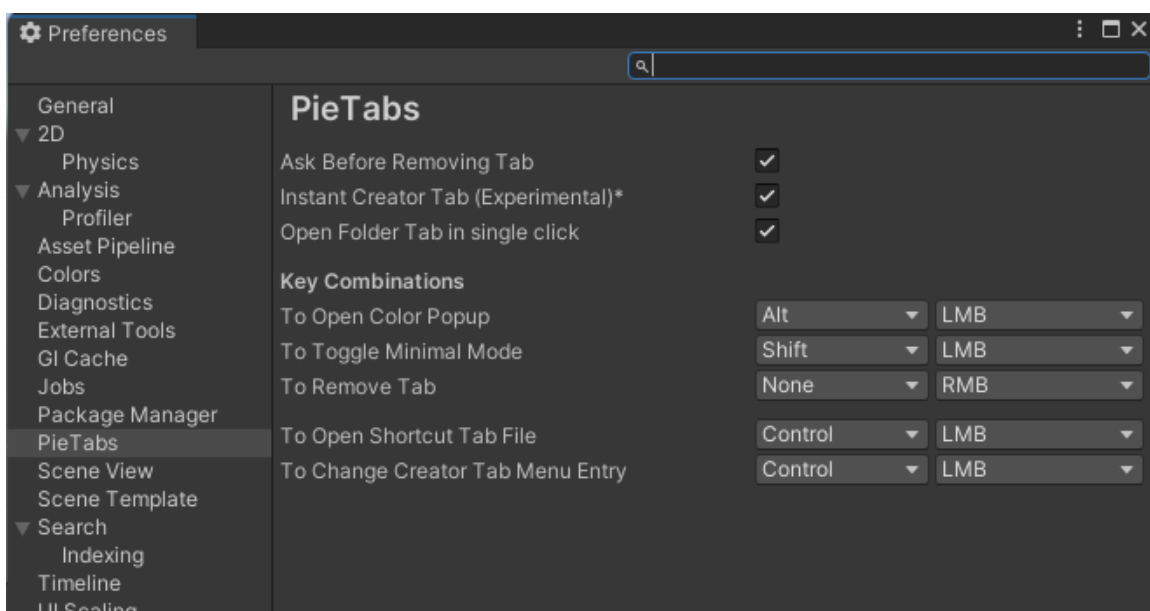 Preferences
General
2D
Physics
Analysis
Profiler
Asset Pipeline
Colors
Diagnostics
External Tools
GI Cache
Jobs
Package Manager
PieTabs
Scene View
Scene Template
Search
Indexing
Timeline
UI Scaling
PieTabs
Ask Before Removing Tab
Instant Creator Tab (Experimental)*
Open Folder Tab in single click
Key Combinations
To Open Color Popup Alt LMB
To Toggle Minimal Mode Shift LMB
To Remove Tab None RMB
To Open Shortcut Tab File Control LMB
To Change Creator Tab Menu Entry Control LMB